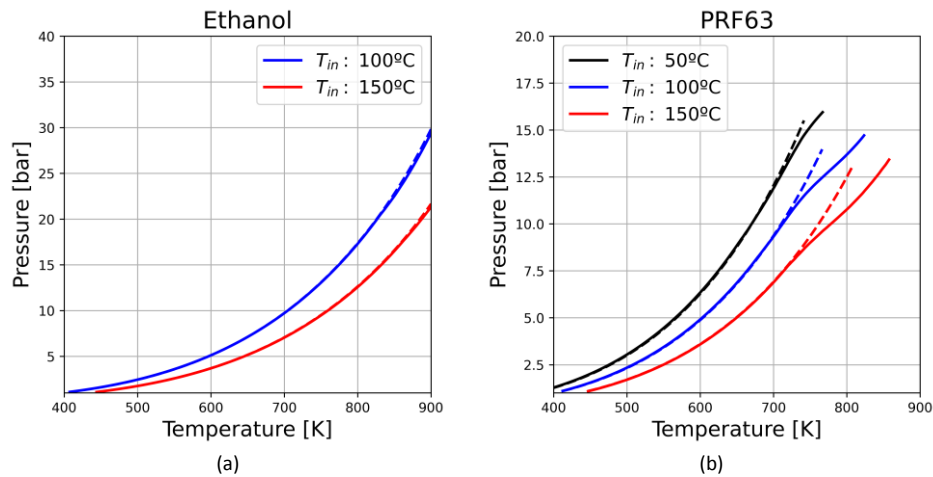 Ethanol
Pressure [bar]
40
35
30
25
20
15
10
5
T_in : 100ºC
T_in : 150ºC
400 500 600 700 800 900
Temperature [K]
(a)
PRF63
Pressure [bar]
20.0
17.5
15.0
12.5
10.0
7.5
5.0
2.5
T_in : 50ºC
T_in : 100ºC
T_in : 150ºC
400 500 600 700 800 900
Temperature [K]
(b)